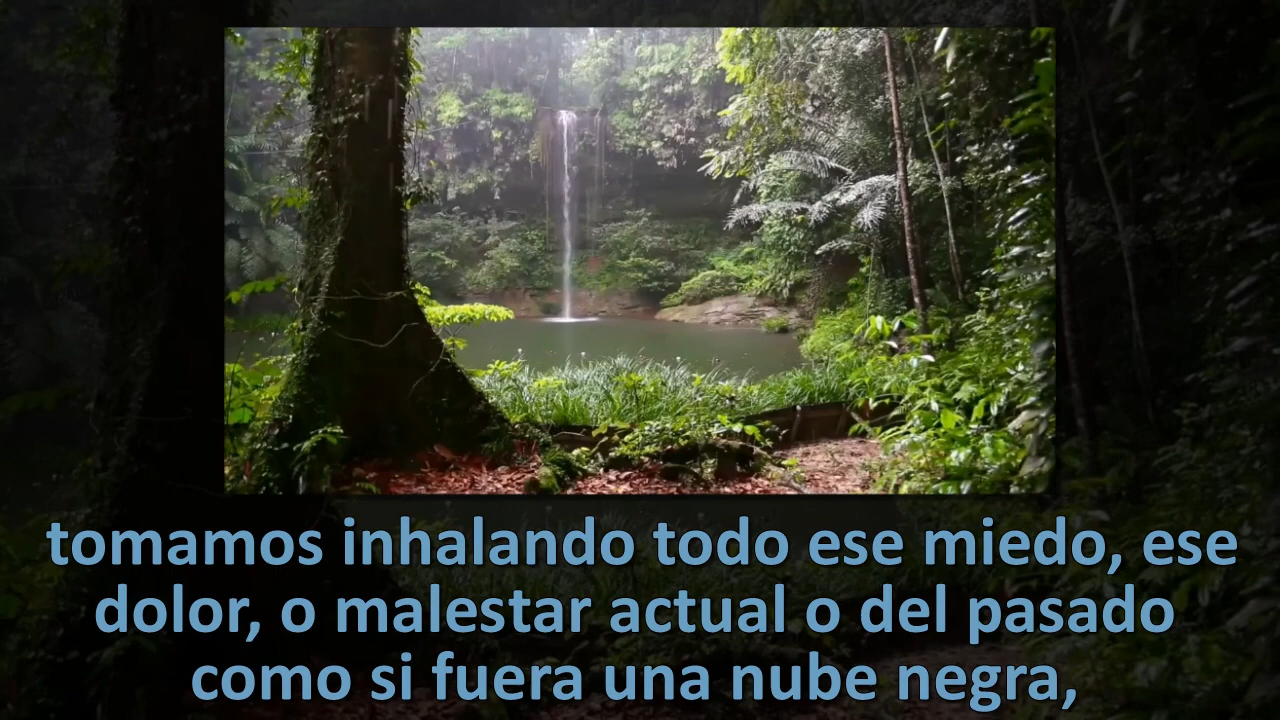 tomamos inhalando todo ese miedo, ese
dolor, o malestar actual o del pasado
como si fuera una nube negra,